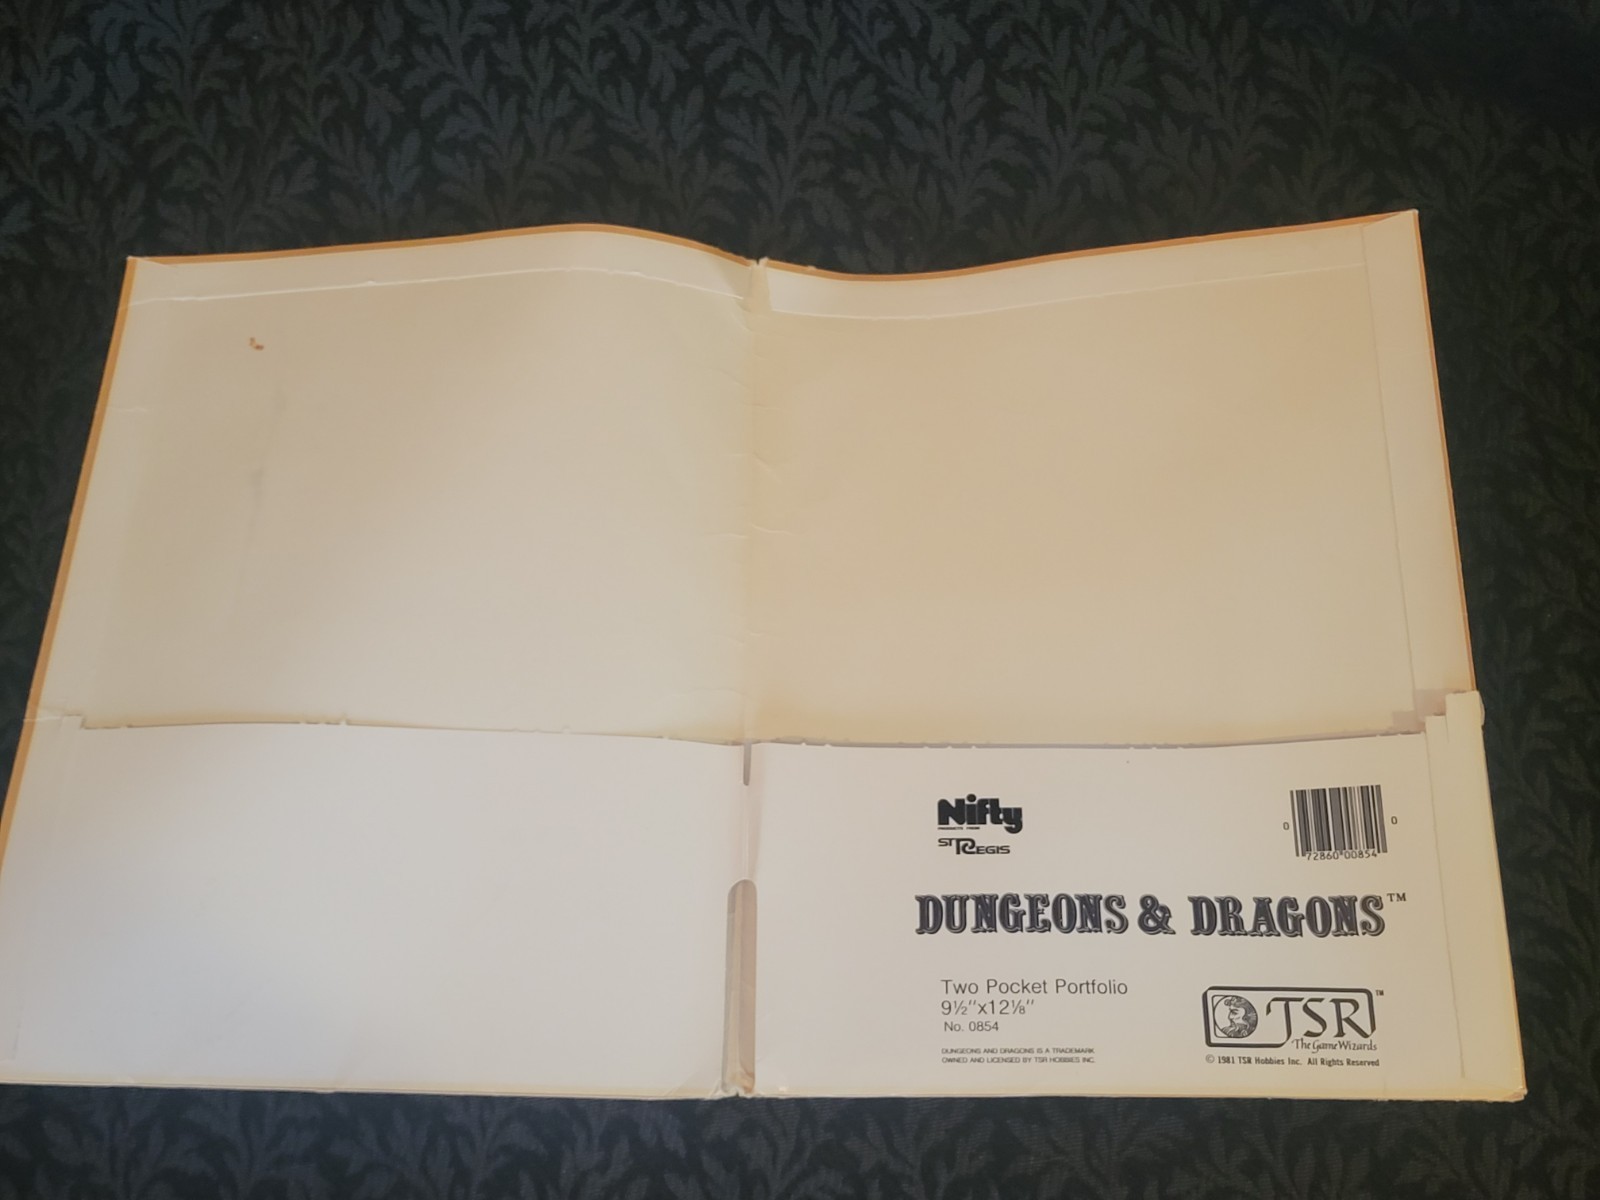 Nifty
PRODUCTS FROM
ST REGIS
0 72860 00854 0
DUNGEONS & DRAGONS™
Two Pocket Portfolio
9½"x12⅛"
No. 0854
DUNGEONS AND DRAGONS IS A TRADEMARK
OWNED AND LICENSED BY TSR HOBBIES INC.
TSR™
The Game Wizards
© 1981 TSR Hobbies Inc. All Rights Reserved